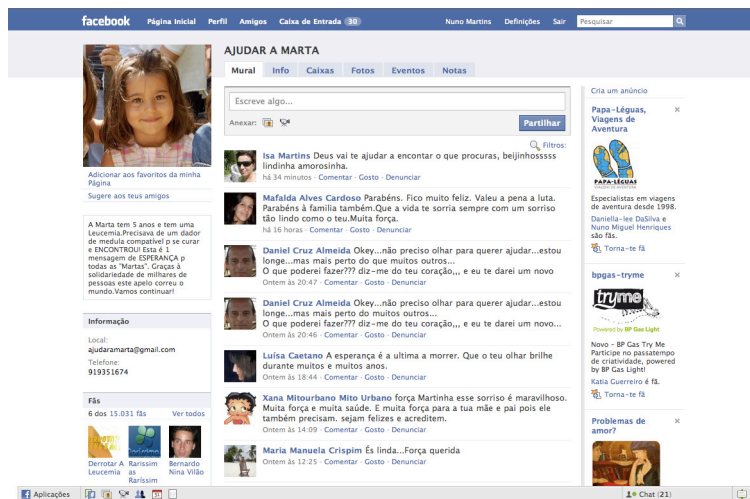 facebook Página Inicial Perfil Amigos Caixa de Entrada 30 Nuno Martins Definições Sair Pesquisar
AJUDAR A MARTA
Mural Info Caixas Fotos Eventos Notas
Escreve algo...
Anexar:
Partilhar
Filtros:
Isa Martins Deus vai te ajudar a encontar o que procuras, beijinhosssss
lindinha amorosinha.
há 34 minutos · Comentar · Gosto · Denunciar
Mafalda Alves Cardoso Parabéns. Fico muito feliz. Valeu a pena a luta.
Parabéns à família também.Que a vida te sorria sempre com um sorriso
tão lindo como o teu.Muita força.
há 16 horas · Comentar · Gosto · Denunciar
Daniel Cruz Almeida Okey...não preciso olhar para querer ajudar...estou
longe...mas mais perto do que muitos outros...
O que poderei fazer??? diz-me do teu coração,,, e eu te darei um novo
Ontem às 20:47 · Comentar · Gosto · Denunciar
Daniel Cruz Almeida Okey...não preciso olhar para querer ajudar...estou
longe...mas mais perto do muitos outros...
O que poderei fazer??? diz-me do teu coração,,, e eu te darei um novo...
Ontem às 20:46 · Comentar · Gosto · Denunciar
Luísa Caetano A esperança é a ultima a morrer. Que o teu olhar brilhe
durante muitos e muitos anos.
Ontem às 18:44 · Comentar · Gosto · Denunciar
Xana Mitourbano Mito Urbano força Martinha esse sorriso é maravilhoso.
Muita força e muita saúde. E muita força para a tua mãe e pai pois ele
também precisam. sejam felizes e acreditem.
Ontem às 14:09 · Comentar · Gosto · Denunciar
Maria Manuela Crispim És linda...Força querida
Ontem às 12:25 · Comentar · Gosto · Denunciar
Adicionar aos favoritos da minha
Página
Sugere aos teus amigos
A Marta tem 5 anos e tem uma
Leucemia.Precisava de um dador
de medula compativel p se curar
e ENCONTROU! Esta é 1
mensagem de ESPERANÇA p
todas as "Martas". Graças à
solidariedade de milhares de
pessoas este apelo correu o
mundo.Vamos continuar!
Informação
Local:
ajudaramarta@gmail.com
Telefone:
919351674
Fãs
6 dos 15.031 fãs Ver todos
Derrotar A
Leucemia
Rarissim
as
Raríssim
Bernardo
Nina Vilão
Cria um anúncio
Papa-Léguas,
Viagens de
Aventura
PAPA-LEGUAS
Especialistas em viagens
de aventura desde 1998.
Daniella-lee DaSilva e
Nuno Miguel Henriques
são fãs.
Torna-te fã
bpgas-tryme
tryme
Powered by BP Gas Light
Novo - BP Gas Try Me
Participe no passatempo
de criatividade, powered
by BP Gas Light!
Katia Guerreiro é fã.
Torna-te fã
Problemas de
amor?
Aplicações
Chat (21)